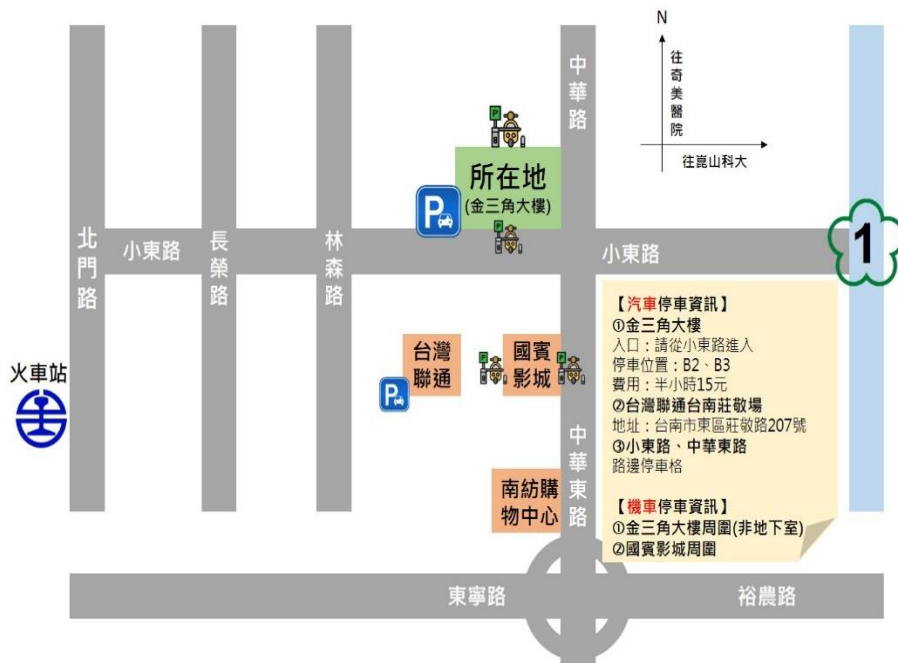 N
往奇美醫院
往崑山科大
中華路
所在地
(金三角大樓)
P
P
P
北門路
小東路
長榮路
林森路
小東路
1
火車站
台灣
聯通
P
國賓
影城
P
P
中華東路
南紡購
物中心
【汽車停車資訊】
①金三角大樓
入口：請從小東路進入
停車位置：B2、B3
費用：半小時15元
②台灣聯通台南莊敬場
地址：台南市東區莊敬路207號
③小東路、中華東路
路邊停車格
【機車停車資訊】
①金三角大樓周圍(非地下室)
②國賓影城周圍
東寧路
裕農路